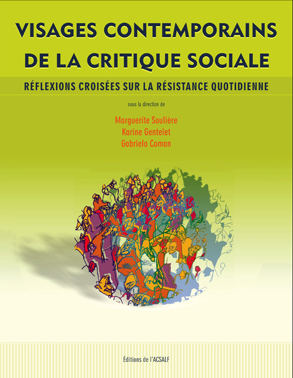 VISAGES CONTEMPORAINS
DE LA CRITIQUE SOCIALE
RÉFLEXIONS CROISÉES SUR LA RÉSISTANCE QUOTIDIENNE
sous la direction de
Marguerite Soulière
Karine Gentelet
Gabriela Coman
Éditions de l'ACSALF